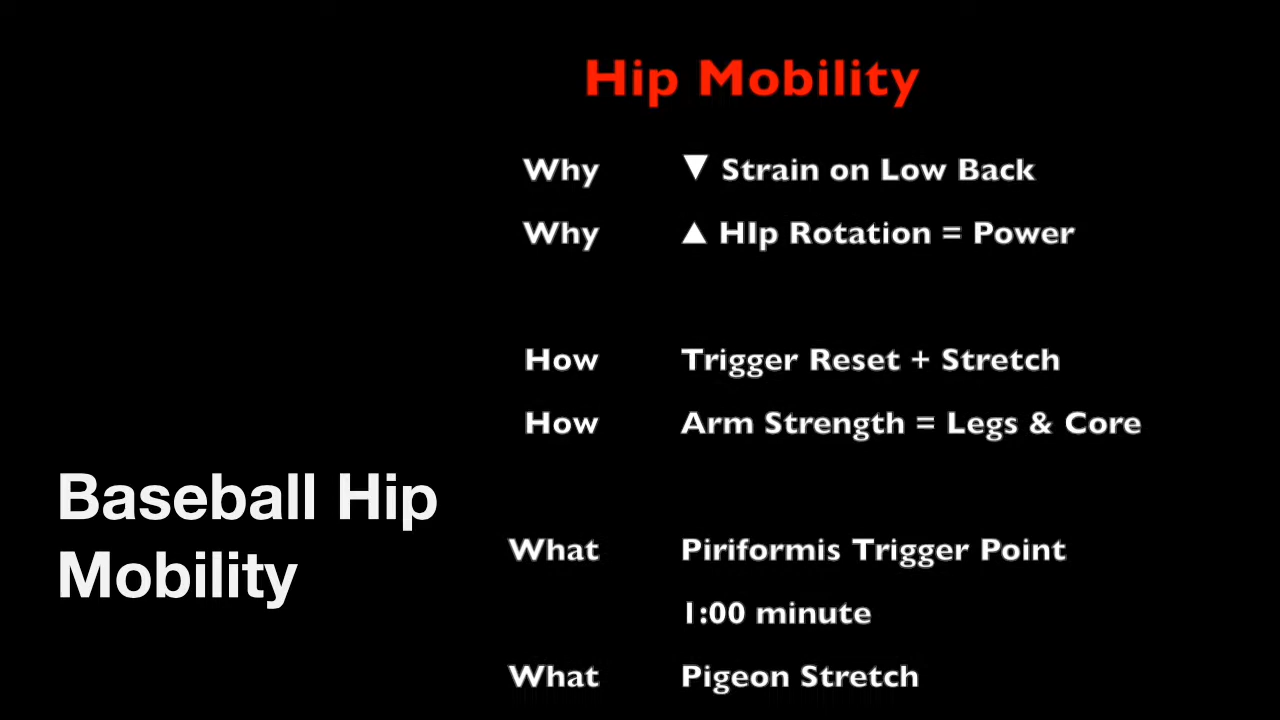 Hip Mobility
Why ▼ Strain on Low Back
Why ▲ HIp Rotation = Power
How Trigger Reset + Stretch
How Arm Strength = Legs & Core
Baseball Hip
Mobility
What Piriformis Trigger Point
1:00 minute
What Pigeon Stretch